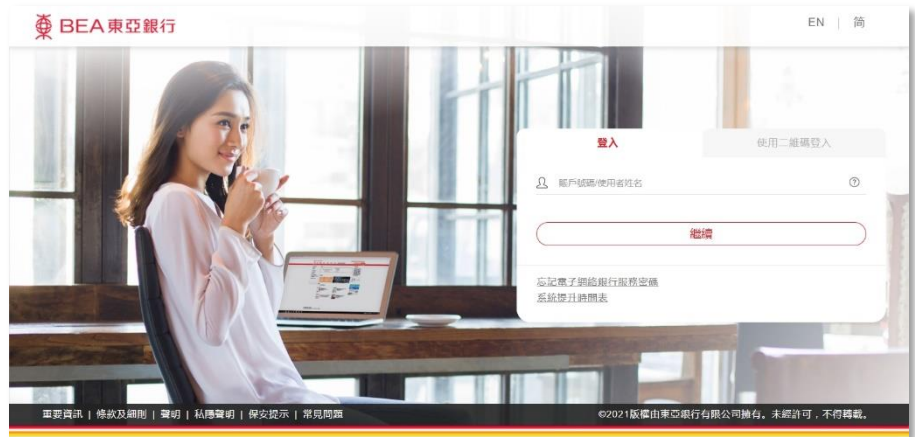 BEA東亞銀行
EN | 简
登入
使用二維碼登入
賬戶號碼/使用者姓名
繼續
忘記電子網絡銀行服務密碼
系統提升時間表
重要資訊 | 條款及細則 | 聲明 | 私隱聲明 | 保安提示 | 常見問題
©2021版權由東亞銀行有限公司擁有。未經許可，不得轉載。